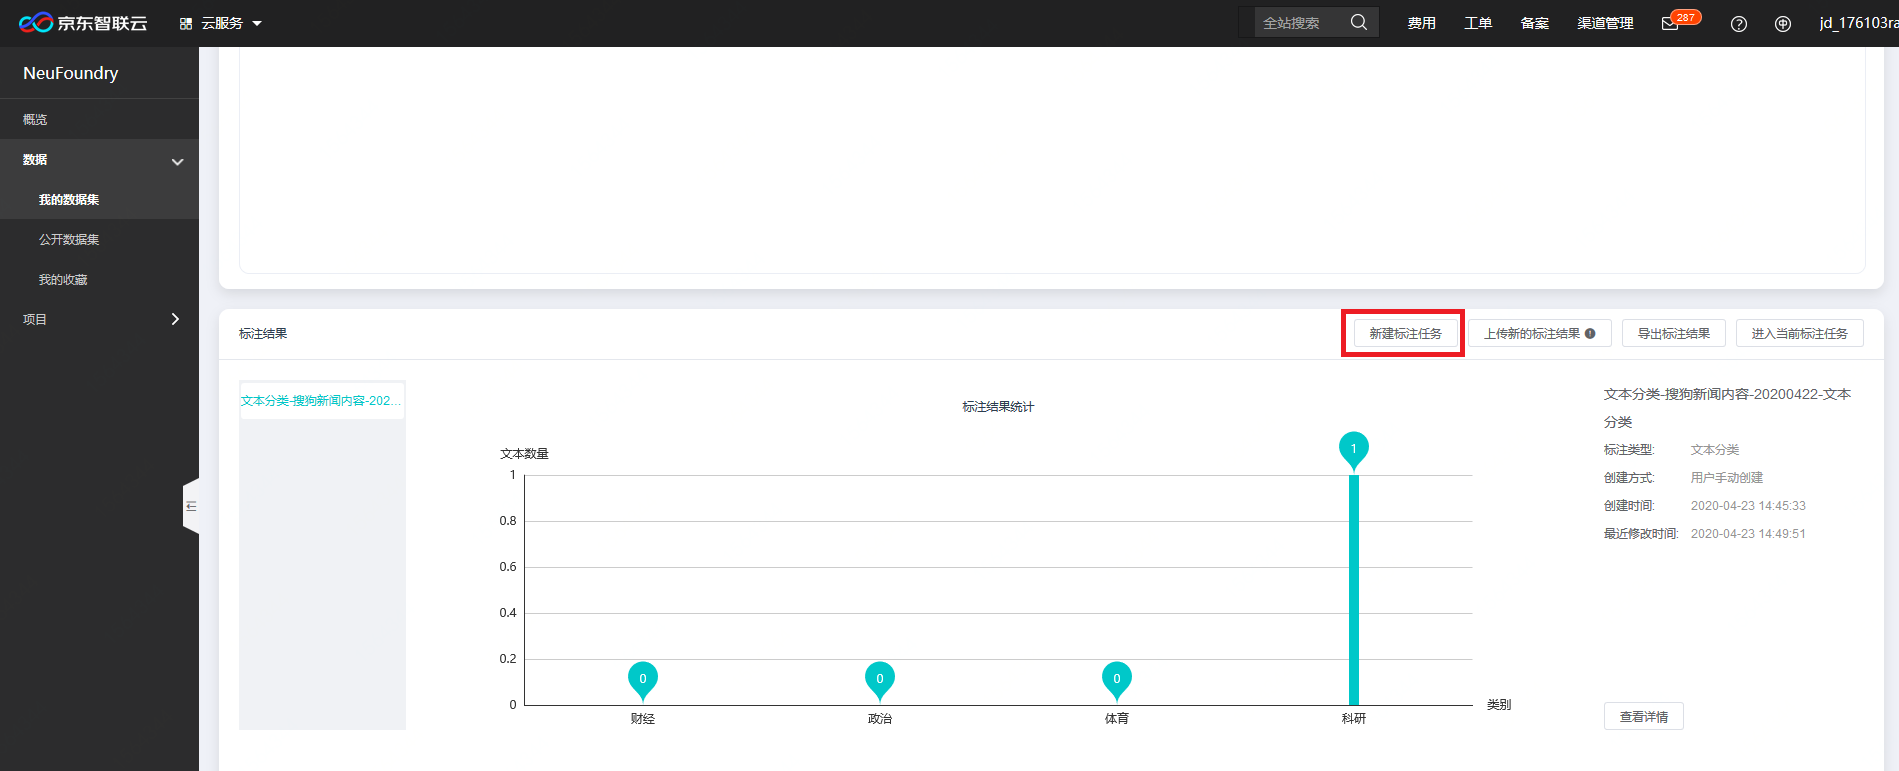 京东智联云
云服务
全站搜索
费用
工单
备案
渠道管理
287
jd_176103ra
NeuFoundry
概览
数据
我的数据集
公开数据集
我的收藏
项目
标注结果
新建标注任务
上传新的标注结果
导出标注结果
进入当前标注任务
文本分类-搜狗新闻内容-202...
标注结果统计
文本数量
1
0.8
0.6
0.4
0.2
0
0
0
0
1
财经
政治
体育
科研
类别
文本分类-搜狗新闻内容-20200422-文本
分类
标注类型: 文本分类
创建方式: 用户手动创建
创建时间: 2020-04-23 14:45:33
最近修改时间: 2020-04-23 14:49:51
查看详情